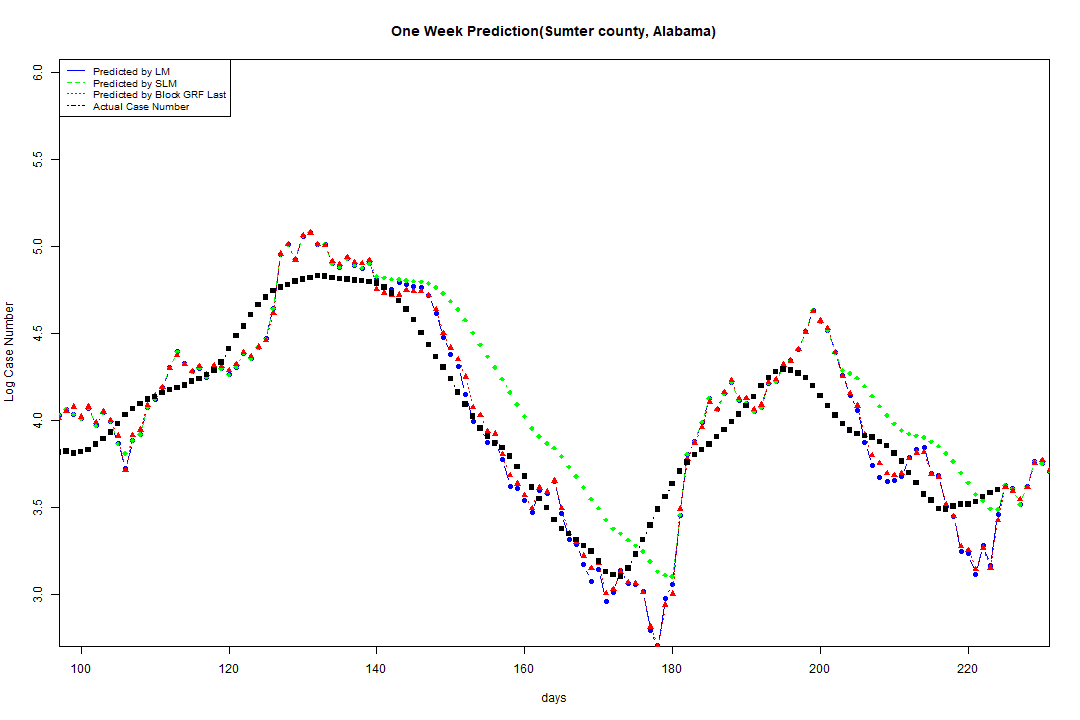 One Week Prediction(Sumter county, Alabama)
Predicted by LM
Predicted by SLM
Predicted by Block GRF Last
Actual Case Number
6.0
5.5
5.0
4.5
4.0
3.5
3.0
Log Case Number
100 120 140 160 180 200 220
days